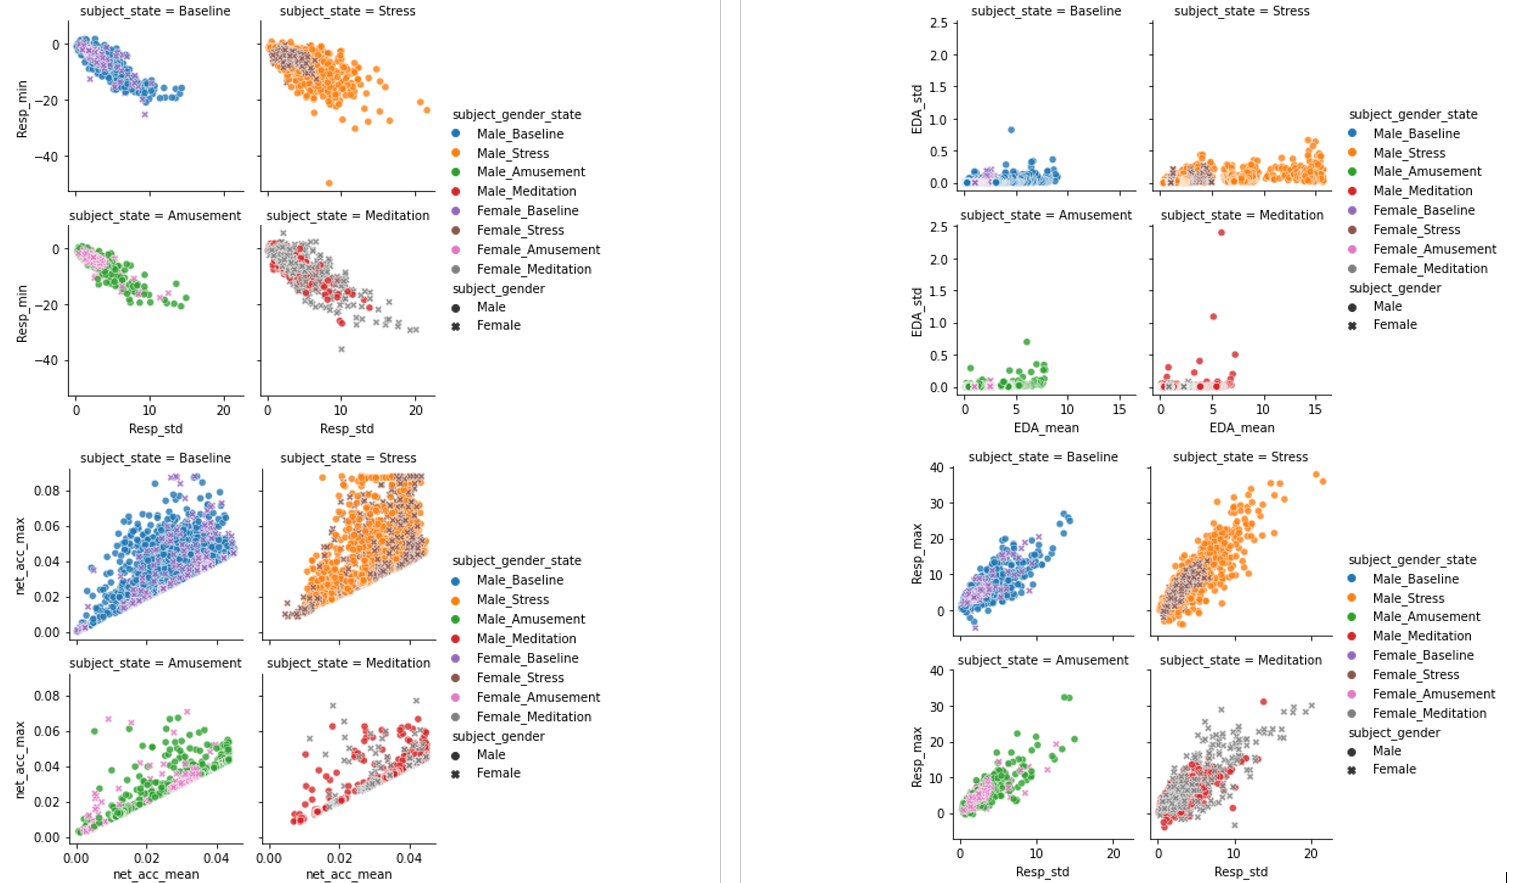 subject_state = Baseline
subject_state = Stress
0
−20
−40
Resp_min
subject_state = Amusement
subject_state = Meditation
0
−20
−40
Resp_min
0
10
20
0
10
20
Resp_std
Resp_std
subject_gender_state
Male_Baseline
Male_Stress
Male_Amusement
Male_Meditation
Female_Baseline
Female_Stress
Female_Amusement
Female_Meditation
subject_gender
Male
Female
subject_state = Baseline
subject_state = Stress
2.5
2.0
1.5
1.0
0.5
0.0
EDA_std
subject_state = Amusement
subject_state = Meditation
2.5
2.0
1.5
1.0
0.5
0.0
EDA_std
0
5
10
15
0
5
10
15
EDA_mean
EDA_mean
subject_gender_state
Male_Baseline
Male_Stress
Male_Amusement
Male_Meditation
Female_Baseline
Female_Stress
Female_Amusement
Female_Meditation
subject_gender
Male
Female
subject_state = Baseline
subject_state = Stress
0.08
0.06
0.04
0.02
0.00
net_acc_max
subject_state = Amusement
subject_state = Meditation
0.08
0.06
0.04
0.02
0.00
net_acc_max
0.00
0.02
0.04
0.00
0.02
0.04
net_acc_mean
net_acc_mean
subject_gender_state
Male_Baseline
Male_Stress
Male_Amusement
Male_Meditation
Female_Baseline
Female_Stress
Female_Amusement
Female_Meditation
subject_gender
Male
Female
subject_state = Baseline
subject_state = Stress
40
30
20
10
0
Resp_max
subject_state = Amusement
subject_state = Meditation
40
30
20
10
0
Resp_max
0
10
20
0
10
20
Resp_std
Resp_std
subject_gender_state
Male_Baseline
Male_Stress
Male_Amusement
Male_Meditation
Female_Baseline
Female_Stress
Female_Amusement
Female_Meditation
subject_gender
Male
Female